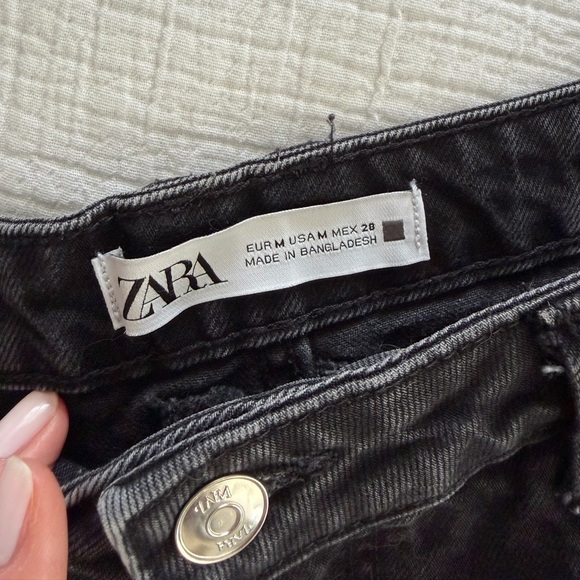 ZARA
EUR M USA M MEX 28
MADE IN BANGLADESH